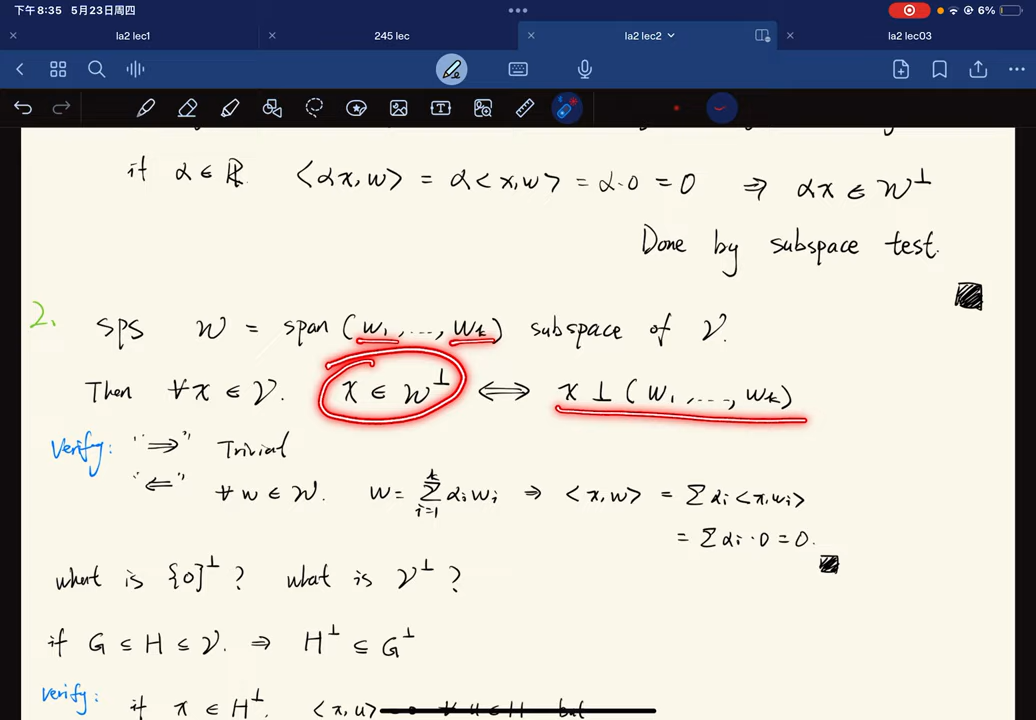 下午8:35 5月23日周四
6%
la2 lec1
245 lec
la2 lec2
la2 lec03
if α ∈ ℝ. <αx, w> = α<x, w> = α·0 = 0 ⇒ αx ∈ W⊥
Done by subspace test.
2. sps W = span (w₁, ..., wₖ) subspace of V.
Then ∀x ∈ V. x ∈ W⊥ ⟺ x ⊥ (w₁, ..., wₖ)
Verify: "⇒" Trivial
"⇐" ∀ w ∈ W. w = Σᵢ₌₁ᵏ αᵢwᵢ ⇒ <x, w> = Σ αᵢ<x, wᵢ>
= Σ αᵢ·0 = 0.
what is {0}⊥? what is V⊥?
if G ≤ H ≤ V. ⇒ H⊥ ≤ G⊥
Verify: if x ∈ H⊥. <x, u>